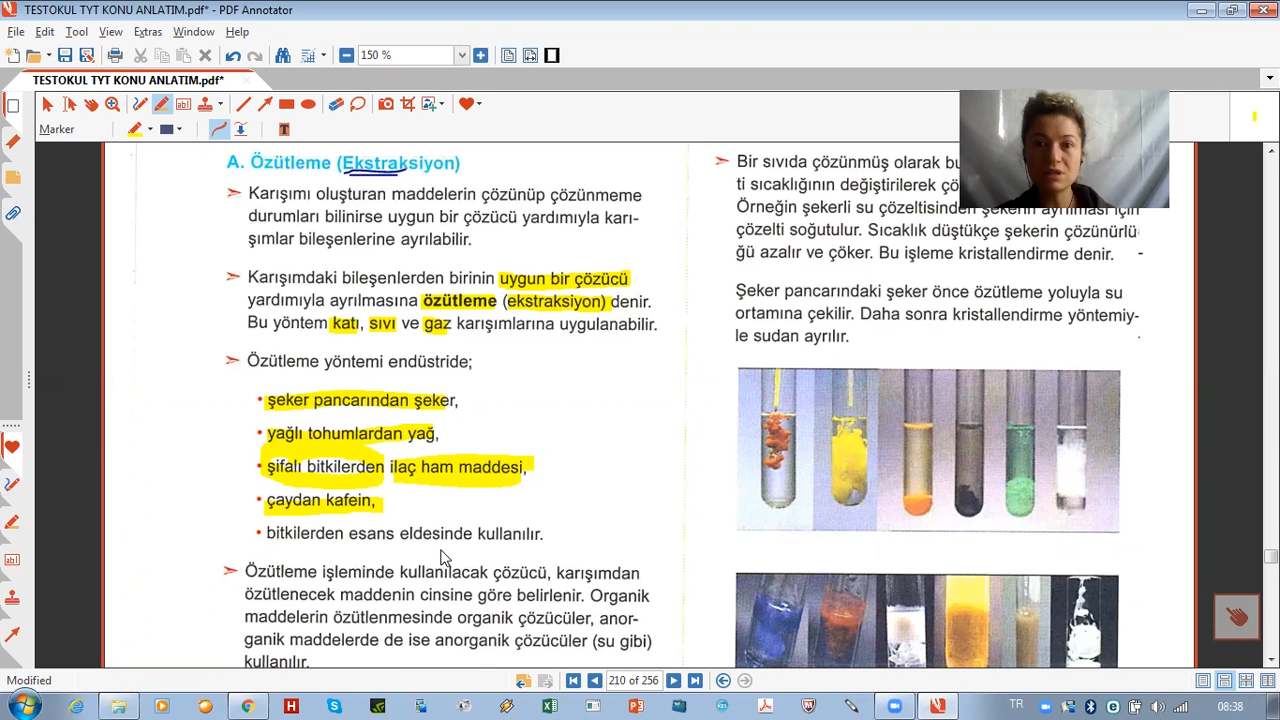 TESTOKUL TYT KONU ANLATIM.pdf* - PDF Annotator
File Edit Tool View Extras Window Help
150 %
TESTOKUL TYT KONU ANLATIM.pdf*
Marker
A. Özütleme (Ekstraksiyon)
Karışımı oluşturan maddelerin çözünüp çözünmeme
durumları bilinirse uygun bir çözücü yardımıyla karı-
şımlar bileşenlerine ayrılabilir.
Karışımdaki bileşenlerden birinin uygun bir çözücü
yardımıyla ayrılmasına özütleme (ekstraksiyon) denir.
Bu yöntem katı, sıvı ve gaz karışımlarına uygulanabilir.
Özütleme yöntemi endüstride;
• şeker pancarından şeker,
• yağlı tohumlardan yağ,
• şifalı bitkilerden ilaç ham maddesi,
• çaydan kafein,
• bitkilerden esans eldesinde kullanılır.
Özütleme işleminde kullanılacak çözücü, karışımdan
özütlenecek maddenin cinsine göre belirlenir. Organik
maddelerin özütlenmesinde organik çözücüler, anor-
ganik maddelerde de ise anorganik çözücüler (su gibi)
kullanılır.
Bir sıvıda çözünmüş olarak bu
ti sıcaklığının değiştirilerek çö
Örneğin şekerli su çözeltisinden şekerin ayrılması için
çözelti soğutulur. Sıcaklık düştükçe şekerin çözünürlü
ğü azalır ve çöker. Bu işleme kristallendirme denir.
Şeker pancarındaki şeker önce özütleme yoluyla su
ortamına çekilir. Daha sonra kristallendirme yöntemiy-
le sudan ayrılır.
Modified
210 of 256
TR
08:38